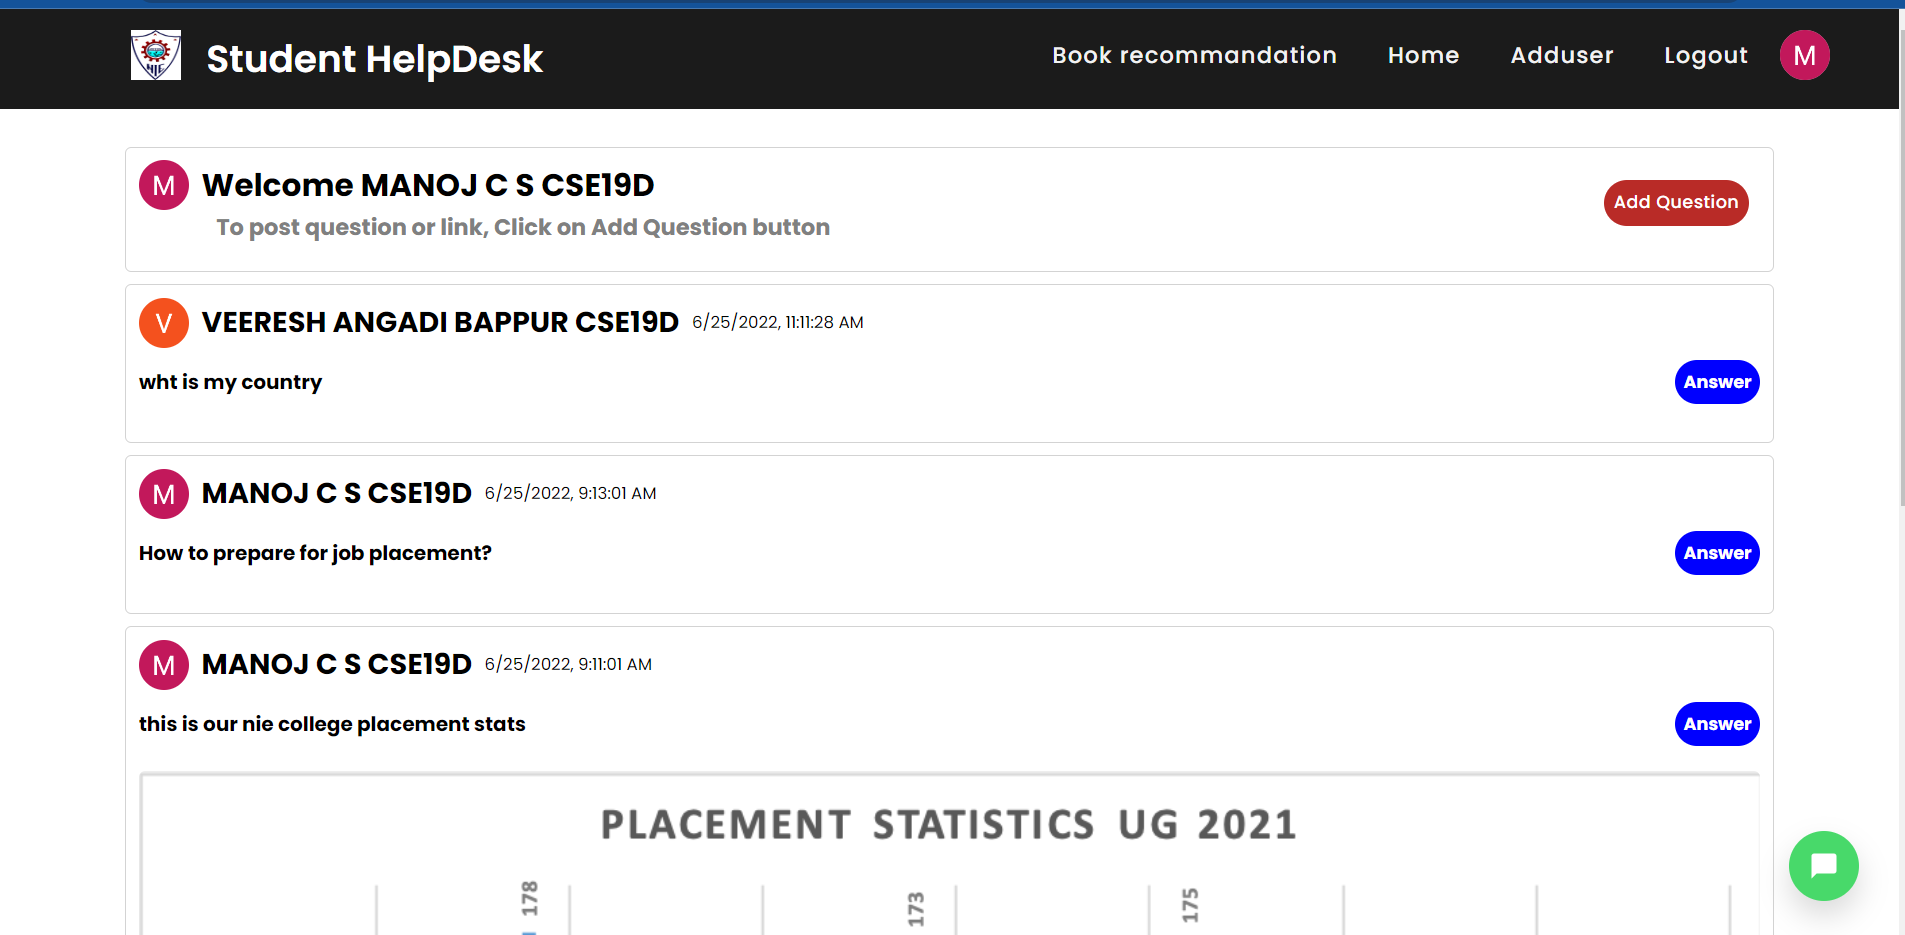 NIE
Student HelpDesk
Book recommandation
Home
Adduser
Logout
M
M
Welcome MANOJ C S CSE19D
To post question or link, Click on Add Question button
Add Question
V
VEERESH ANGADI BAPPUR CSE19D 6/25/2022, 11:11:28 AM
wht is my country
Answer
M
MANOJ C S CSE19D 6/25/2022, 9:13:01 AM
How to prepare for job placement?
Answer
M
MANOJ C S CSE19D 6/25/2022, 9:11:01 AM
this is our nie college placement stats
Answer
PLACEMENT STATISTICS UG 2021
178
173
175